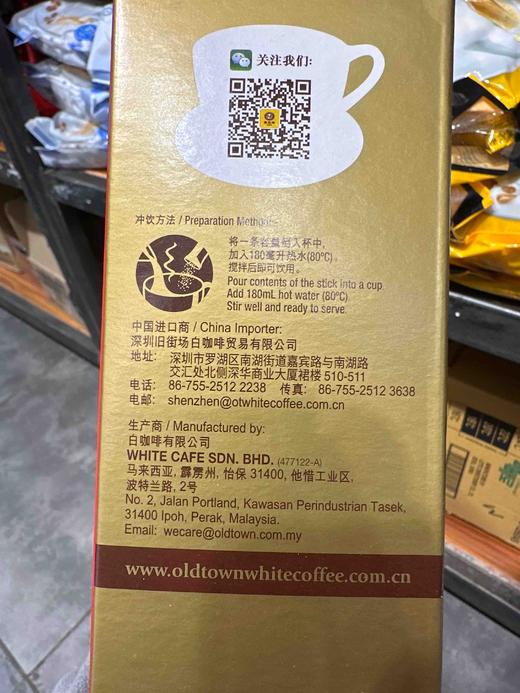 关注我们:
冲饮方法 / Preparation Method:
将一条容量倒入杯中,
加入180毫升热水(80°C),
搅拌后即可饮用。
Pour contents of the stick into a cup.
Add 180mL hot water (80°C)
Stir well and ready to serve.
中国进口商 / China Importer:
深圳旧街场白咖啡贸易有限公司
地址: 深圳市罗湖区南湖街道嘉宾路与南湖路
交汇处北侧深华商业大厦裙楼 510-511
电话: 86-755-2512 2238 传真: 86-755-2512 3638
电邮: shenzhen@otwhitecoffee.com.cn
生产商 / Manufactured by:
白咖啡有限公司
WHITE CAFE SDN. BHD. (477122-A)
马来西亚, 霹雳州, 怡保 31400, 他惜工业区,
波特兰路, 2号
No. 2, Jalan Portland, Kawasan Perindustrian Tasek,
31400 Ipoh, Perak, Malaysia.
Email: wecare@oldtown.com.my
www.oldtownwhitecoffee.com.cn